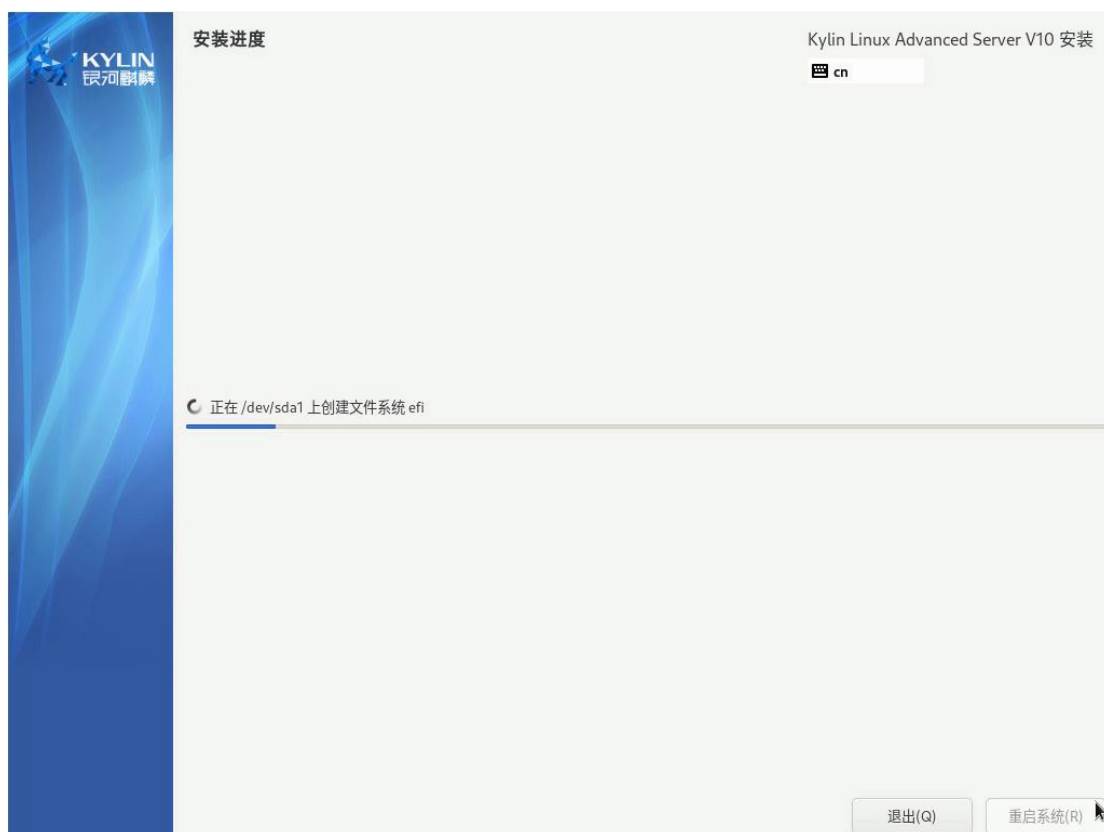 KYLIN
银河麒麟
安装进度
Kylin Linux Advanced Server V10 安装
cn
正在 /dev/sda1 上创建文件系统 efi
退出(Q)
重启系统(R)